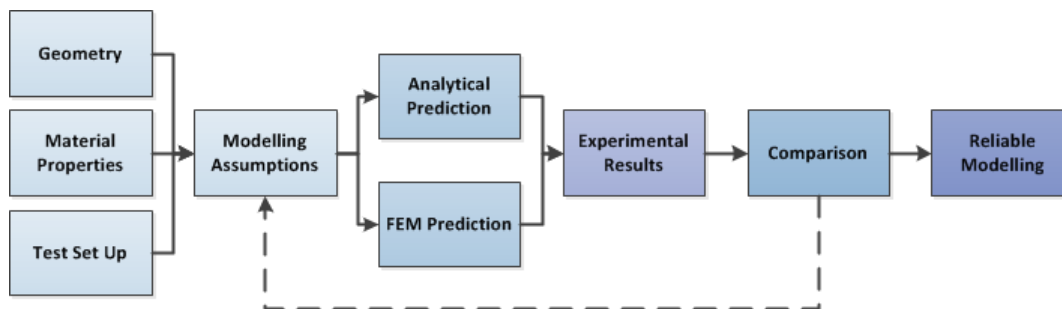 Geometry
Material
Properties
Test Set Up
Modelling
Assumptions
Analytical
Prediction
FEM Prediction
Experimental
Results
Comparison
Reliable
Modelling